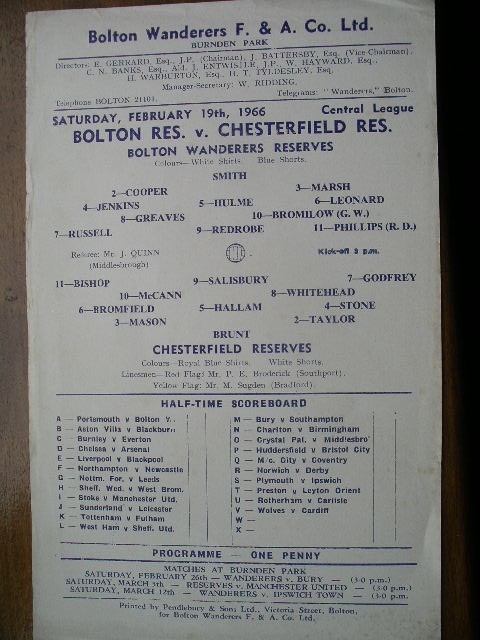 Bolton Wanderers F. & A. Co. Ltd.
BURNDEN PARK
Directors: E. GERRARD, Esq., J.P., (Chairman), J. BATTERSBY, Esq. (Vice-Chairman),
C. N. BANKS, Esq., Ald. J. ENTWISTLE, J.P., W. HAYWARD, Esq.,
H. WARBURTON, Esq., H. T. TYLDESLEY, Esq.
Manager-Secretary: W. RIDDING.
Telephone BOLTON 21101. Telegrams: "Wanderers," Bolton.
SATURDAY, FEBRUARY 19th, 1966 Central League
BOLTON RES. v. CHESTERFIELD RES.
BOLTON WANDERERS RESERVES
Colours—White Shirts. Blue Shorts.
SMITH
2—COOPER 3—MARSH
4—JENKINS 5—HULME 6—LEONARD
8—GREAVES 10—BROMILOW (G. W.)
7—RUSSELL 9—REDROBE 11—PHILLIPS (R. D.)
Referee: Mr. J. QUINN
(Middlesbrough)
Kick-off 3 p.m.
11—BISHOP 9—SALISBURY 7—GODFREY
10—McCANN 8—WHITEHEAD
6—BROMFIELD 5—HALLAM 4—STONE
3—MASON 2—TAYLOR
BRUNT
CHESTERFIELD RESERVES
Colours—Royal Blue Shirts. White Shorts.
Linesmen—Red Flag: Mr. P. E. Broderick (Southport).
Yellow Flag: Mr. M. Sugden (Bradford).
HALF-TIME SCOREBOARD
A — Portsmouth v Bolton W.
B — Aston Villa v Blackburn
C — Burnley v Everton
D — Chelsea v Arsenal
E — Liverpool v Blackpool
F — Northampton v Newcastle
G — Nottm. For. v Leeds
H — Sheff. Wed. v West Brom.
I — Stoke v Manchester Utd.
J — Sunderland v Leicester
K — Tottenham v Fulham
L — West Ham v Sheff. Utd.
M — Bury v Southampton
N — Charlton v Birmingham
O — Crystal Pal. v Middlesbro'
P — Huddersfield v Bristol City
Q — M/c. City v Coventry
R — Norwich v Derby
S — Plymouth v Ipswich
T — Preston v Leyton Orient
U — Rotherham v Carlisle
V — Wolves v Cardiff
W —
X —
PROGRAMME — ONE PENNY
MATCHES AT BURNDEN PARK
SATURDAY, FEBRUARY 26th — WANDERERS v. BURY — (3-0 p.m.)
SATURDAY, MARCH 5th — RESERVES v. MANCHESTER UNITED — (3-0 p.m.)
SATURDAY, MARCH 12th — WANDERERS v. IPSWICH TOWN — (3-0 p.m.)
Printed by Pendlebury & Sons Ltd., Victoria Street, Bolton,
for Bolton Wanderers F. & A. Co. Ltd.